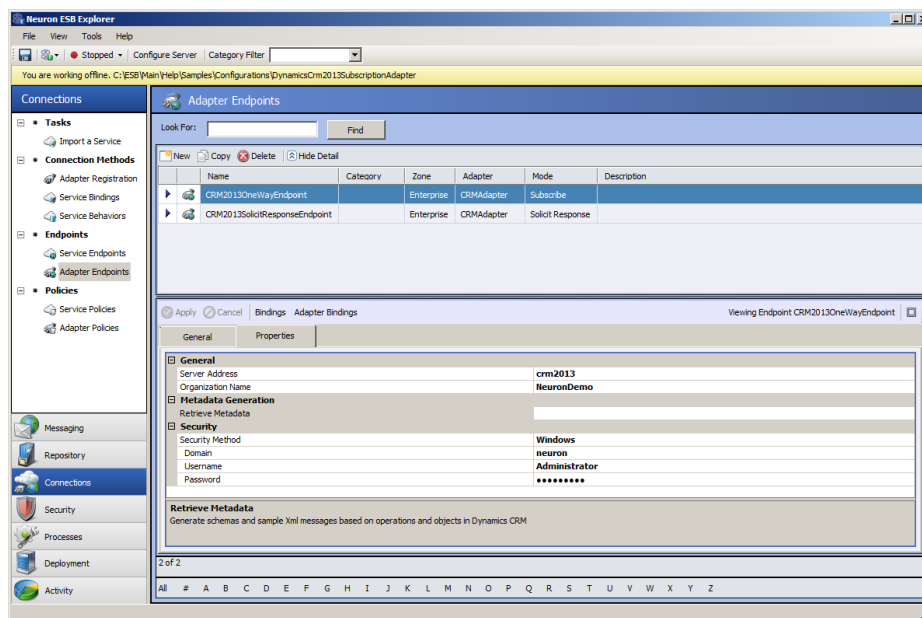 Neuron ESB Explorer
File View Tools Help
Stopped Configure Server Category Filter
You are working offline. C:\ESB\Main\Help\Samples\Configurations\DynamicsCrm2013SubscriptionAdapter
Connections
Tasks
Import a Service
Connection Methods
Adapter Registration
Service Bindings
Service Behaviors
Endpoints
Service Endpoints
Adapter Endpoints
Policies
Service Policies
Adapter Policies
Messaging
Repository
Connections
Security
Processes
Deployment
Activity
Adapter Endpoints
Look For: Find
New Copy Delete Hide Detail
Name Category Zone Adapter Mode Description
CRM2013OneWayEndpoint Enterprise CRMAdapter Subscribe
CRM2013SolicitResponseEndpoint Enterprise CRMAdapter Solicit Response
Apply Cancel Bindings Adapter Bindings Viewing Endpoint CRM2013OneWayEndpoint
General Properties
General
Server Address crm2013
Organization Name NeuronDemo
Metadata Generation
Retrieve Metadata
Security
Security Method Windows
Domain neuron
Username Administrator
Password •••••••••
Retrieve Metadata
Generate schemas and sample Xml messages based on operations and objects in Dynamics CRM
2 of 2
All # A B C D E F G H I J K L M N O P Q R S T U V W X Y Z